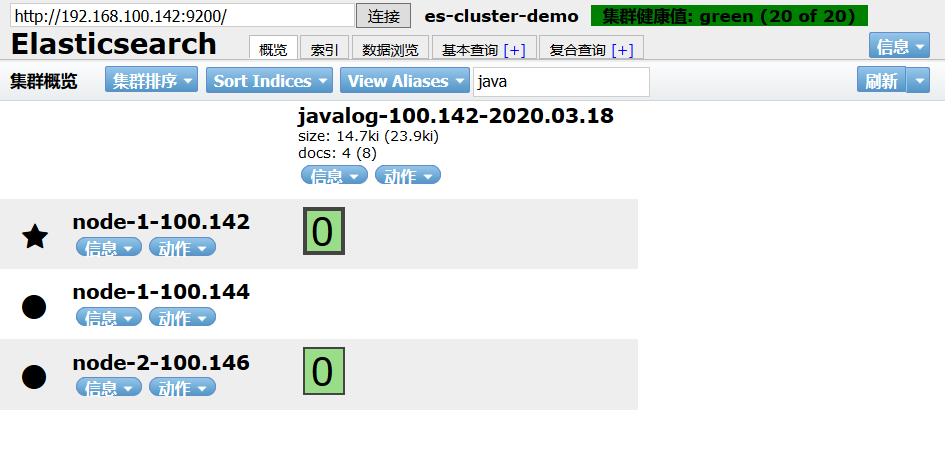 http://192.168.100.142:9200/ 连接 es-cluster-demo 集群健康值: green (20 of 20)
Elasticsearch 概览 索引 数据浏览 基本查询 [+] 复合查询 [+] 信息
集群概览 集群排序 Sort Indices View Aliases java 刷新
javalog-100.142-2020.03.18
size: 14.7ki (23.9ki)
docs: 4 (8)
信息 动作
node-1-100.142 0
信息 动作
node-1-100.144
信息 动作
node-2-100.146 0
信息 动作